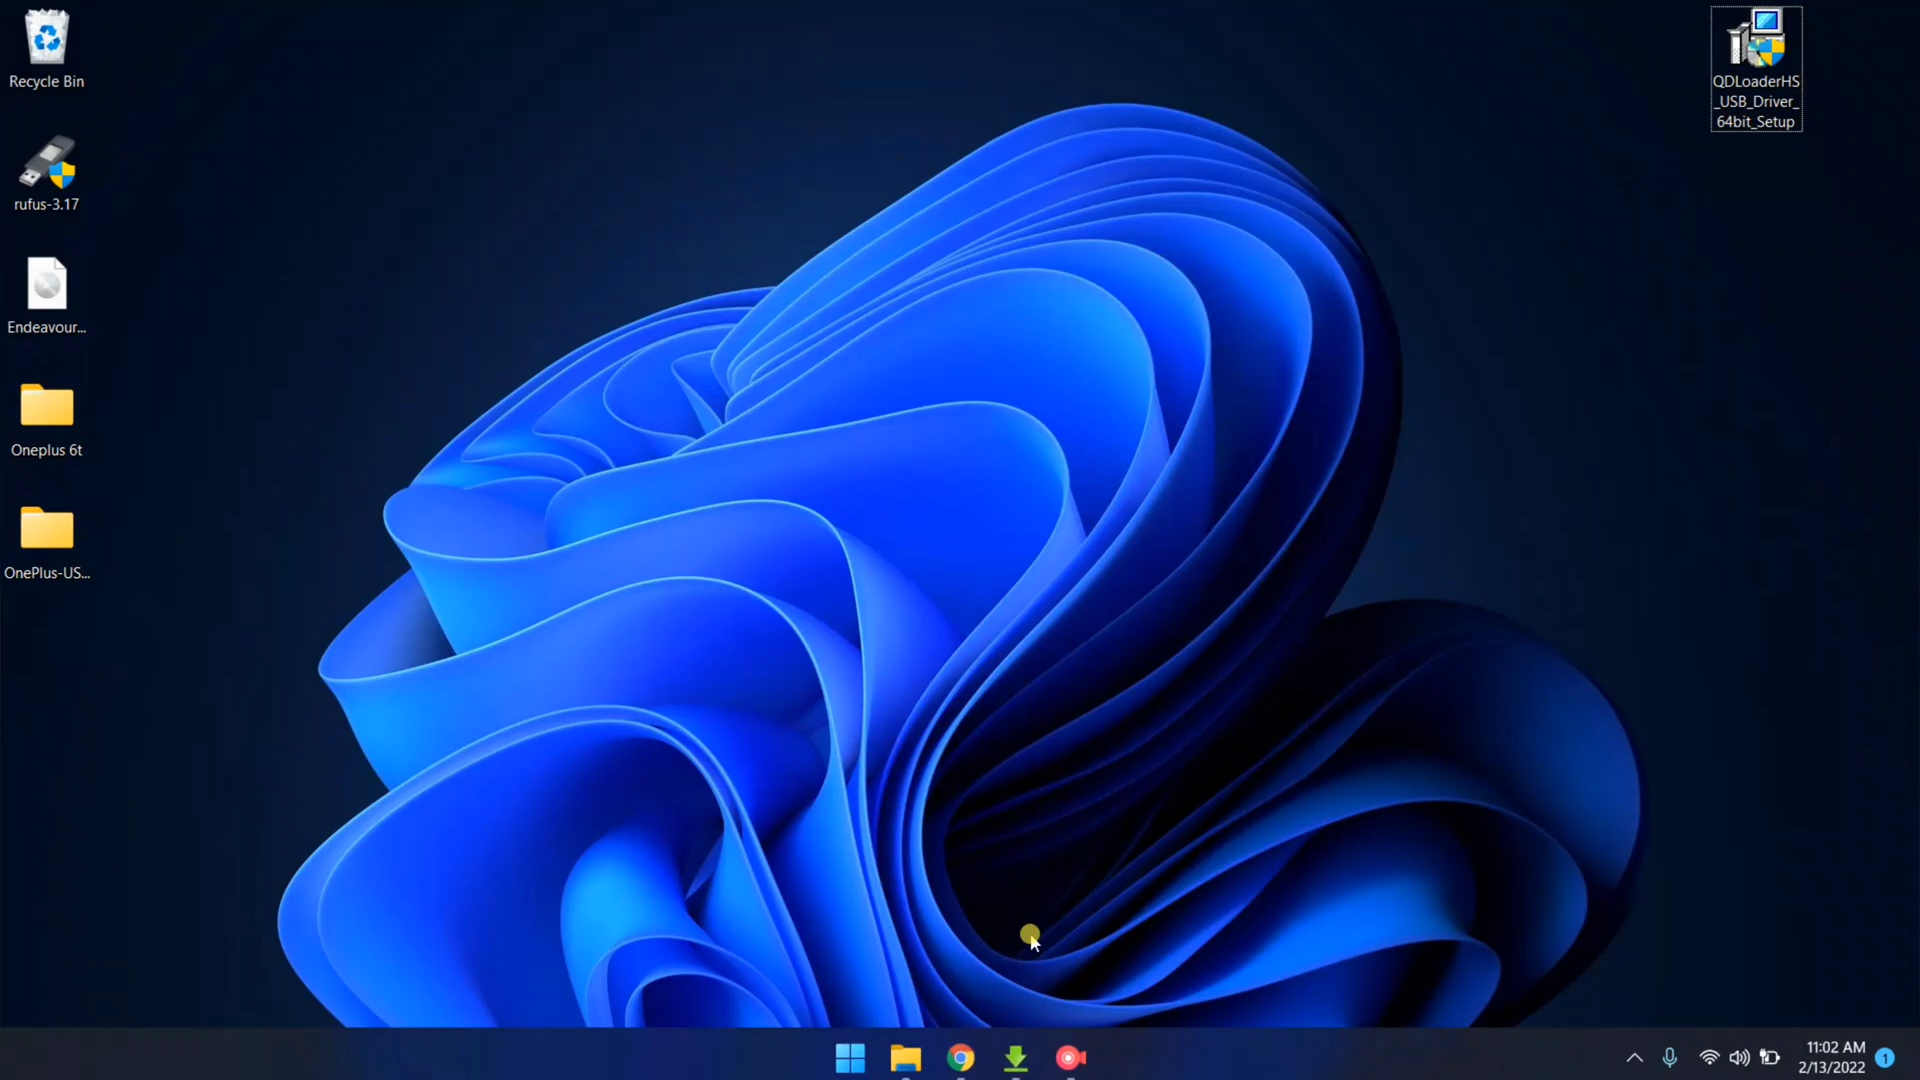 Recycle Bin
rufus-3.17
Endeavour...
Oneplus 6t
OnePlus-US...
QDLoaderHS
_USB_Driver_
64bit_Setup
11:02 AM
2/13/2022
1